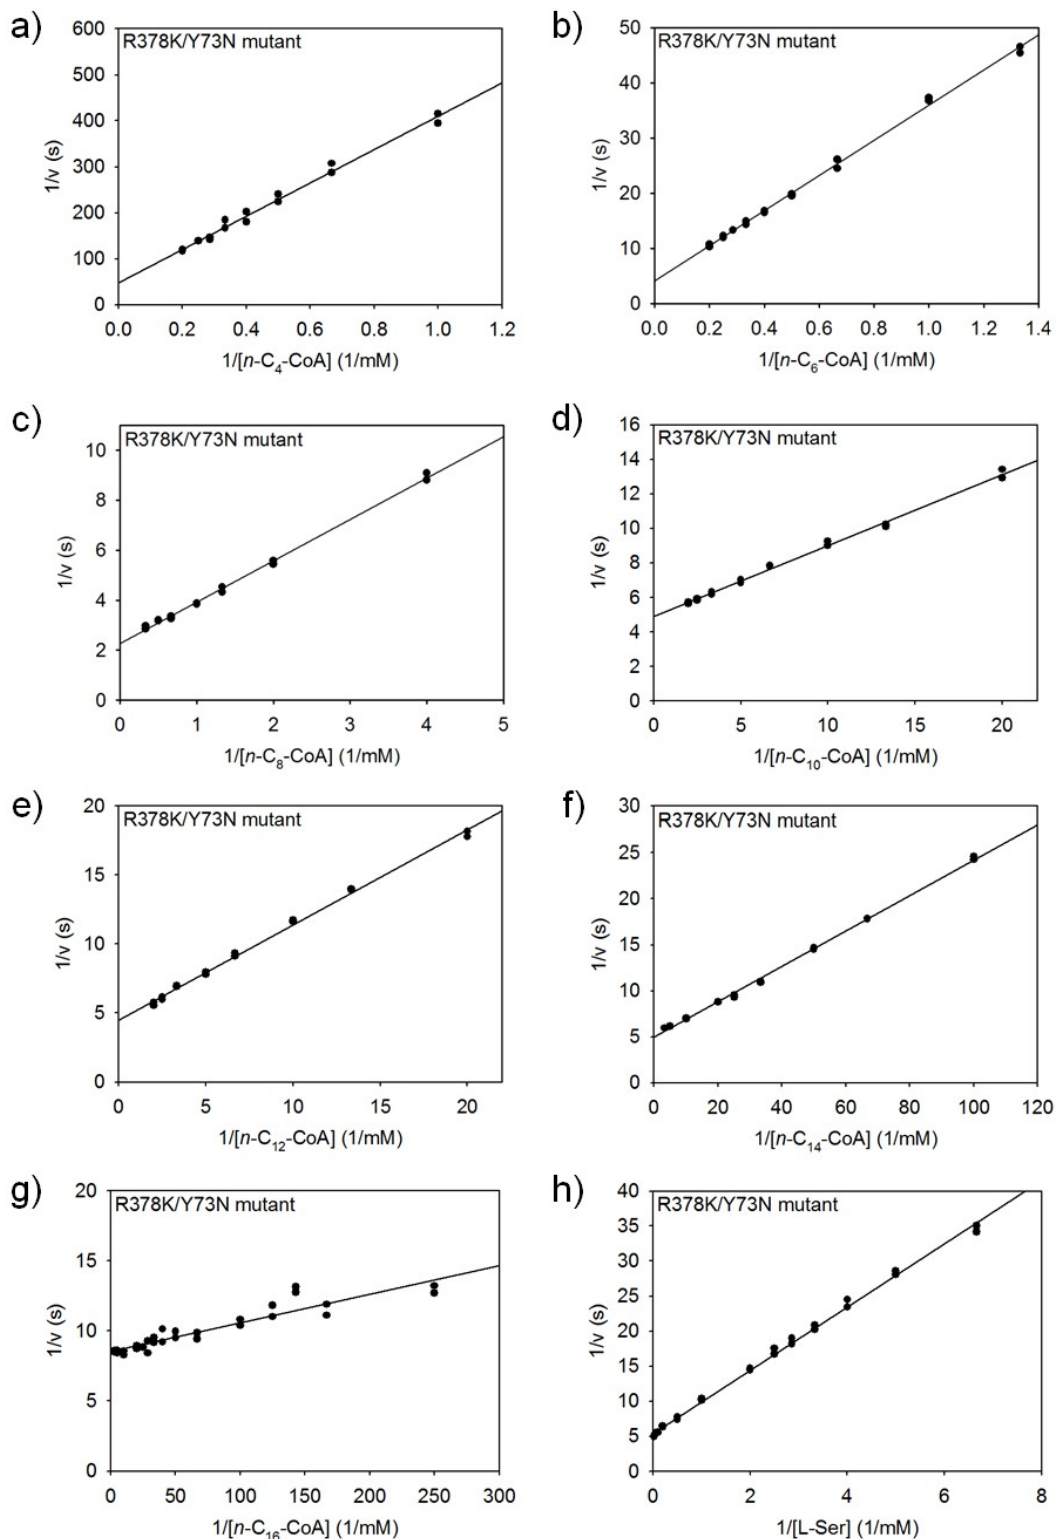 a)
R378K/Y73N mutant
600
500
400
300
200
100
0
1/v (s)
0.0 0.2 0.4 0.6 0.8 1.0 1.2
1/[n-C4-CoA] (1/mM)
b)
R378K/Y73N mutant
50
40
30
20
10
0
1/v (s)
0.0 0.2 0.4 0.6 0.8 1.0 1.2 1.4
1/[n-C6-CoA] (1/mM)
c)
R378K/Y73N mutant
10
8
6
4
2
0
1/v (s)
0 1 2 3 4 5
1/[n-C8-CoA] (1/mM)
d)
R378K/Y73N mutant
16
14
12
10
8
6
4
2
0
1/v (s)
0 5 10 15 20
1/[n-C10-CoA] (1/mM)
e)
R378K/Y73N mutant
20
15
10
5
0
1/v (s)
0 5 10 15 20
1/[n-C12-CoA] (1/mM)
f)
R378K/Y73N mutant
30
25
20
15
10
5
0
1/v (s)
0 20 40 60 80 100 120
1/[n-C14-CoA] (1/mM)
g)
R378K/Y73N mutant
20
15
10
5
0
1/v (s)
0 50 100 150 200 250 300
1/[n-C16-CoA] (1/mM)
h)
R378K/Y73N mutant
40
35
30
25
20
15
10
5
0
1/v (s)
0 2 4 6 8
1/[L-Ser] (1/mM)